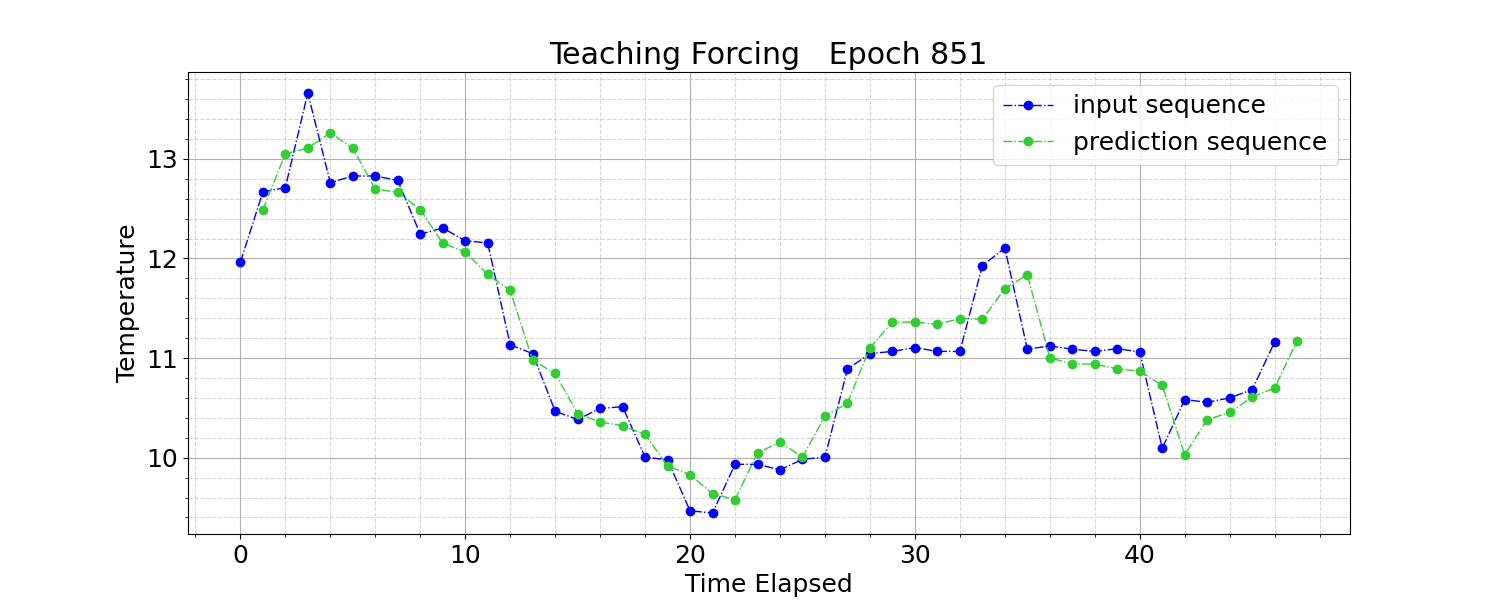 Teaching Forcing   Epoch 851
input sequence
prediction sequence
Temperature
13
12
11
10
0 10 20 30 40
Time Elapsed